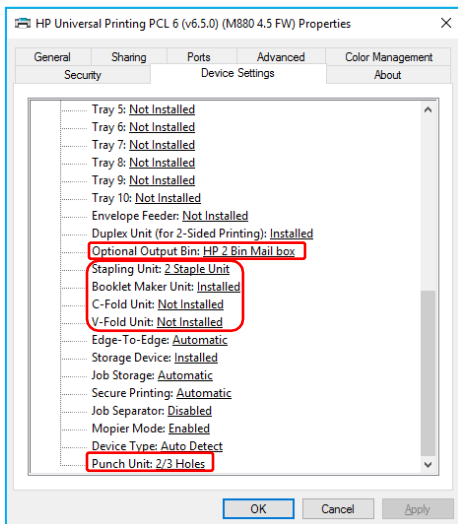 HP Universal Printing PCL 6 (v6.5.0) (M880 4.5 FW) Properties
General Sharing Ports Advanced Color Management
Security Device Settings About
Tray 5: Not Installed
Tray 6: Not Installed
Tray 7: Not Installed
Tray 8: Not Installed
Tray 9: Not Installed
Tray 10: Not Installed
Envelope Feeder: Not Installed
Duplex Unit (for 2-Sided Printing): Installed
Optional Output Bin: HP 2 Bin Mail box
Stapling Unit: 2 Staple Unit
Booklet Maker Unit: Installed
C-Fold Unit: Not Installed
V-Fold Unit: Not Installed
Edge-To-Edge: Automatic
Storage Device: Installed
Job Storage: Automatic
Secure Printing: Automatic
Job Separator: Disabled
Mopier Mode: Enabled
Device Type: Auto Detect
Punch Unit: 2/3 Holes
OK Cancel Apply